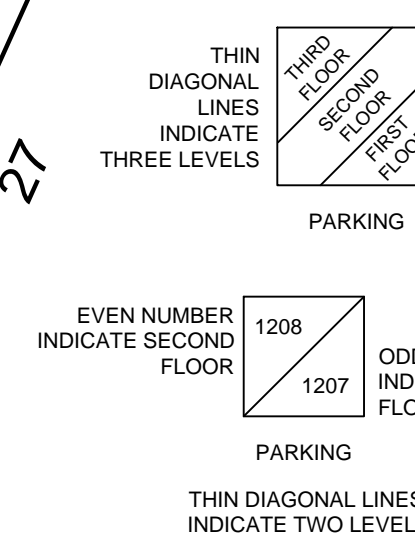 THIN
DIAGONAL
LINES
INDICATE
THREE LEVELS
THIRD
FLOOR
SECOND
FLOOR
FIRST
PARKING
27
EVEN NUMBER
INDICATE SECOND
FLOOR
1208
1207
PARKING
THIN DIAGONAL LINES
INDICATE TWO